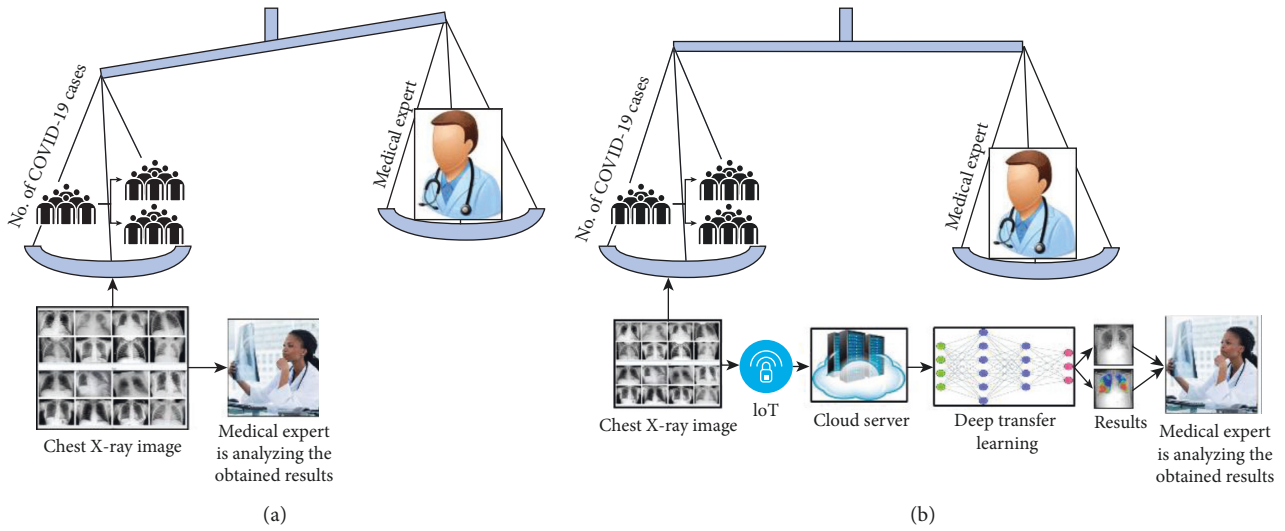 No. of COVID-19 cases
Medical expert
Chest X-ray image
Medical expert
is analyzing the
obtained results
(a)
No. of COVID-19 cases
Medical expert
Chest X-ray image
IoT
Cloud server
Deep transfer
learning
Results
Medical expert
is analyzing the
obtained results
(b)